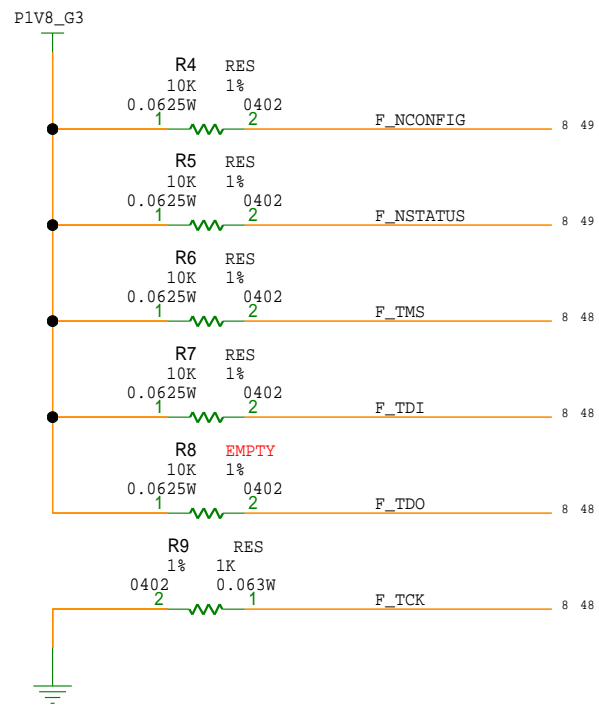 P1V8_G3
R4 RES
10K 1%
0.0625W 0402
1 2 F_NCONFIG 8 49
R5 RES
10K 1%
0.0625W 0402
1 2 F_NSTATUS 8 49
R6 RES
10K 1%
0.0625W 0402
1 2 F_TMS 8 48
R7 RES
10K 1%
0.0625W 0402
1 2 F_TDI 8 48
R8 EMPTY
10K 1%
0.0625W 0402
1 2 F_TDO 8 48
R9 RES
1% 1K
0402 0.063W
2 1 F_TCK 8 48